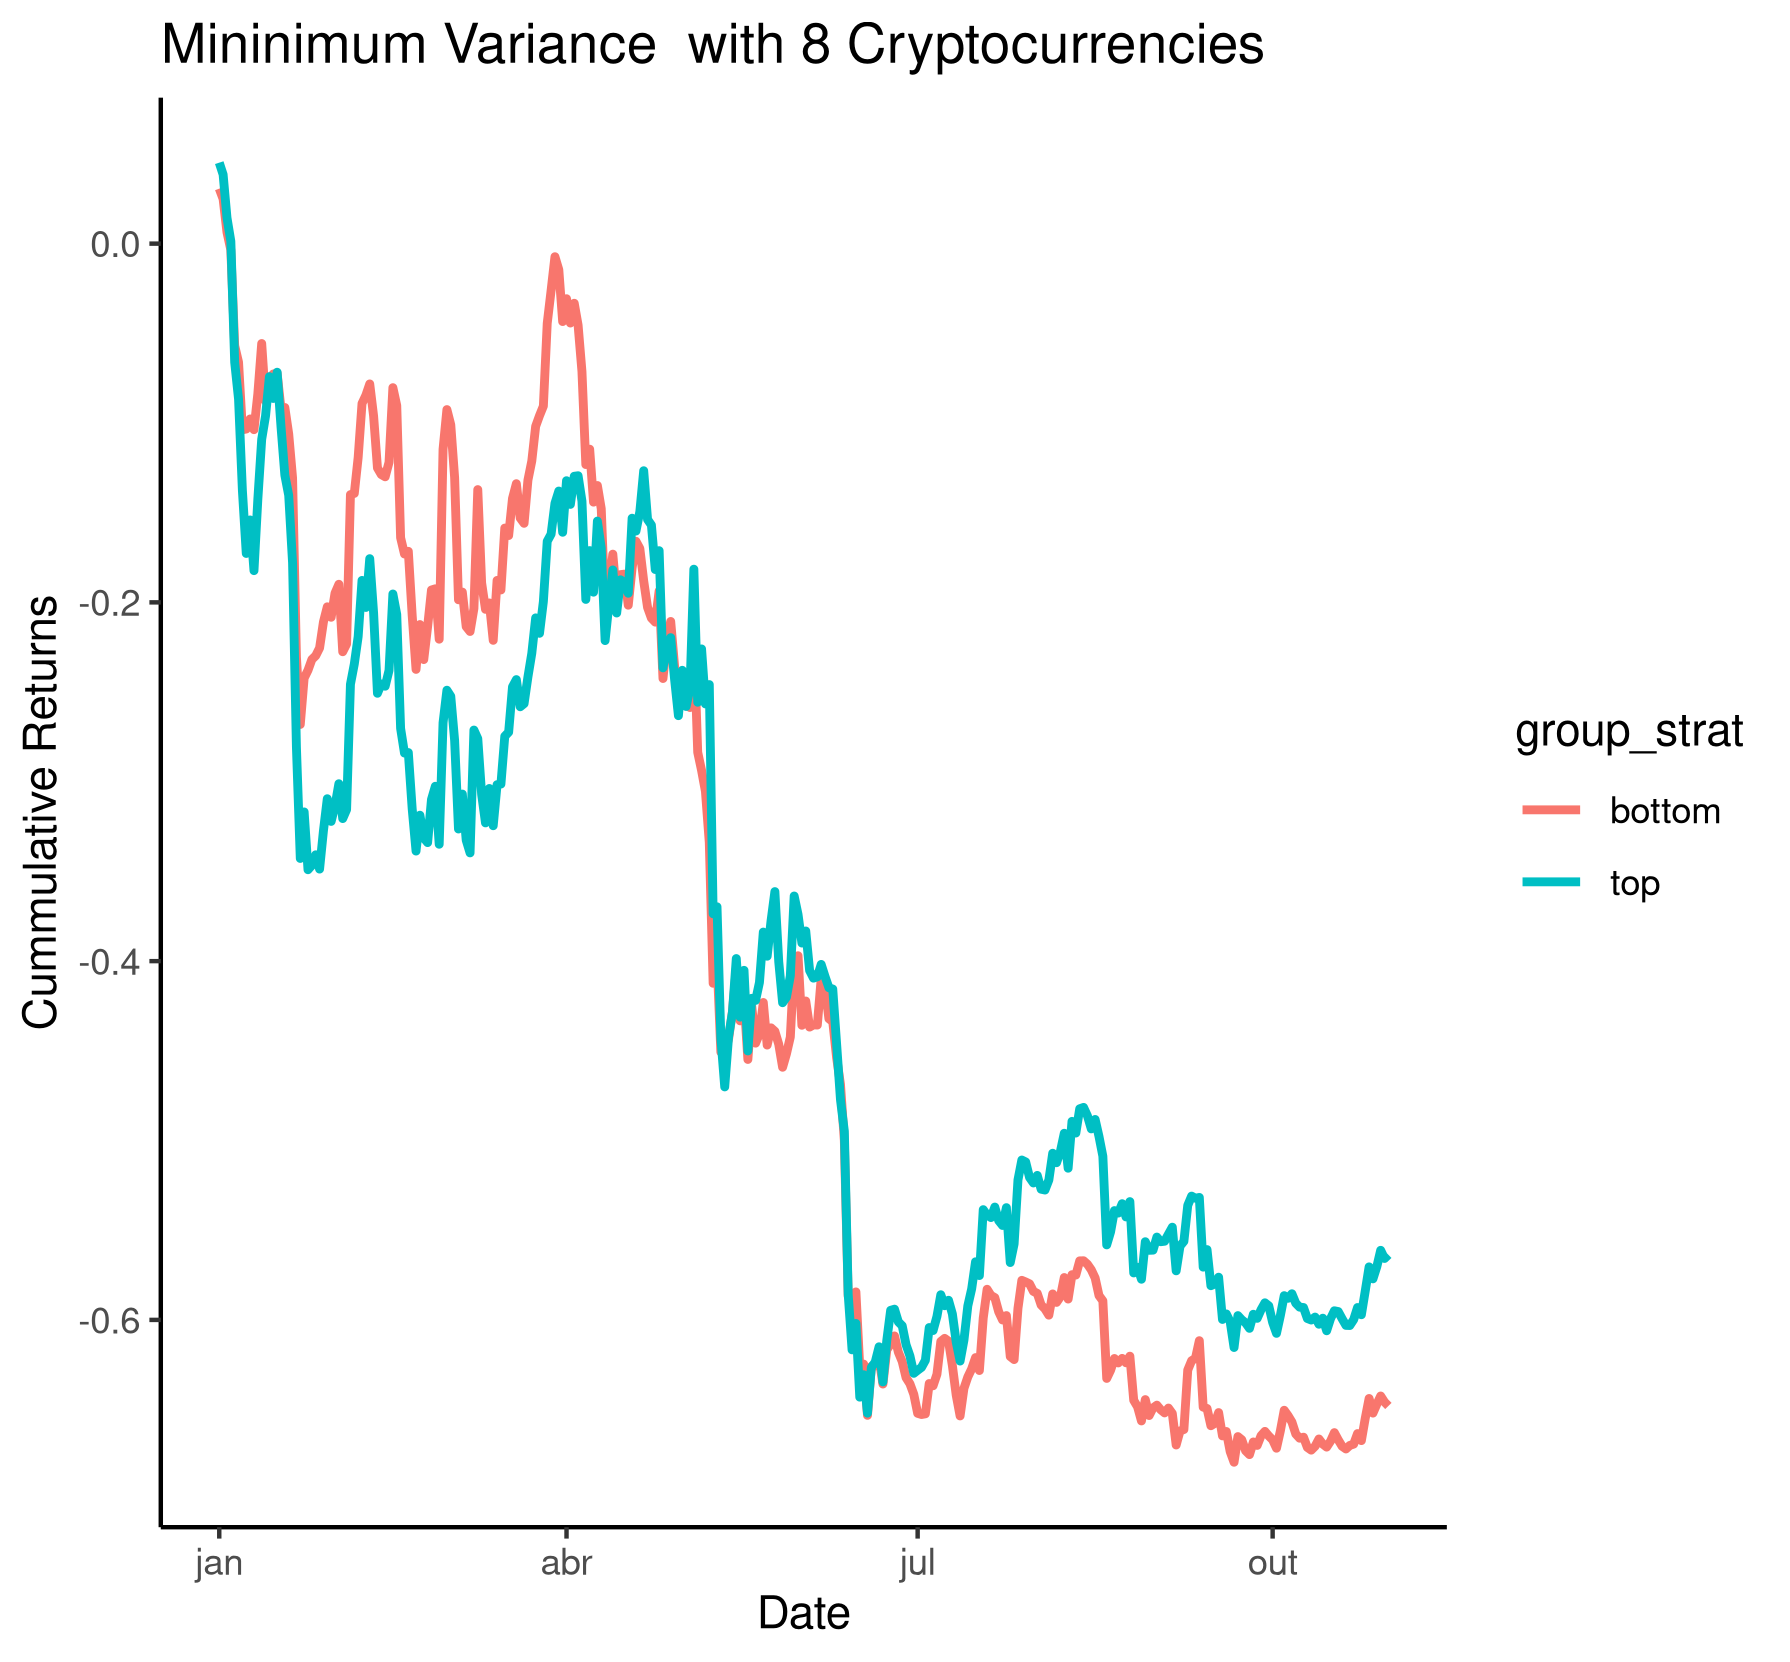 Mininimum Variance  with 8 Cryptocurrencies
Cummulative Returns
0.0
-0.2
-0.4
-0.6
jan
abr
jul
out
Date
group_strat
bottom
top